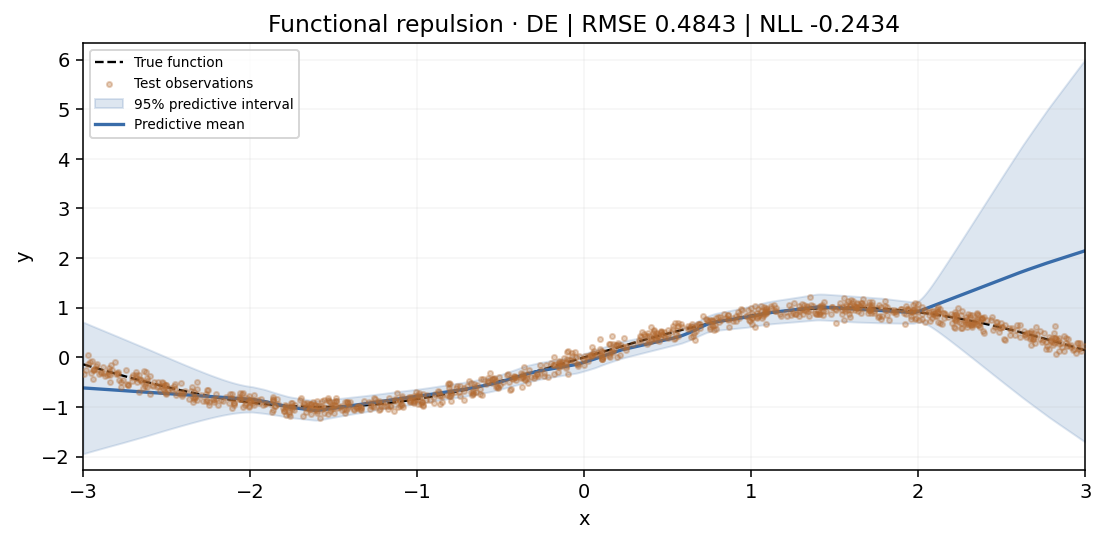 Functional repulsion · DE | RMSE 0.4843 | NLL -0.2434
True function
Test observations
95% predictive interval
Predictive mean
6
5
4
3
2
1
0
−1
−2
y
−3 −2 −1 0 1 2 3
x